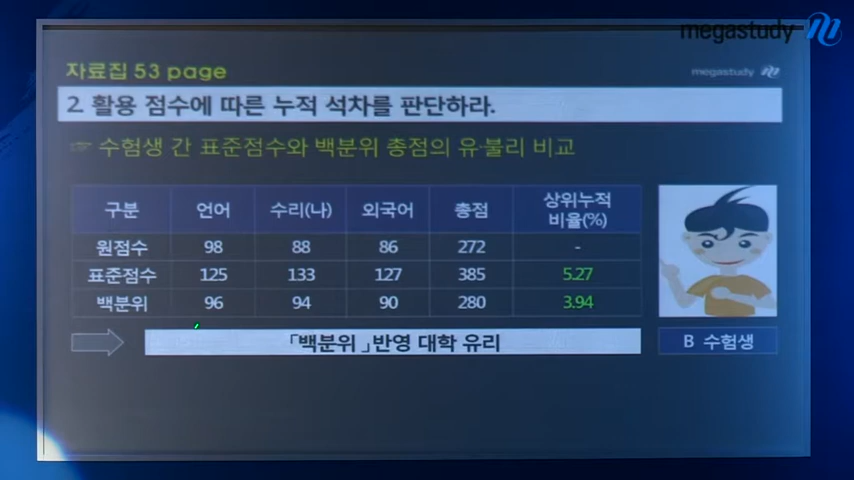 megastudy
자료집 53 page
megastudy
2. 활용 점수에 따른 누적 석차를 판단하라.
☞ 수험생 간 표준점수와 백분위 총점의 유·불리 비교
구분 언어 수리(나) 외국어 총점 상위누적 비율(%)
원점수 98 88 86 272 -
표준점수 125 133 127 385 5.27
백분위 96 94 90 280 3.94
「백분위」반영 대학 유리
B 수험생